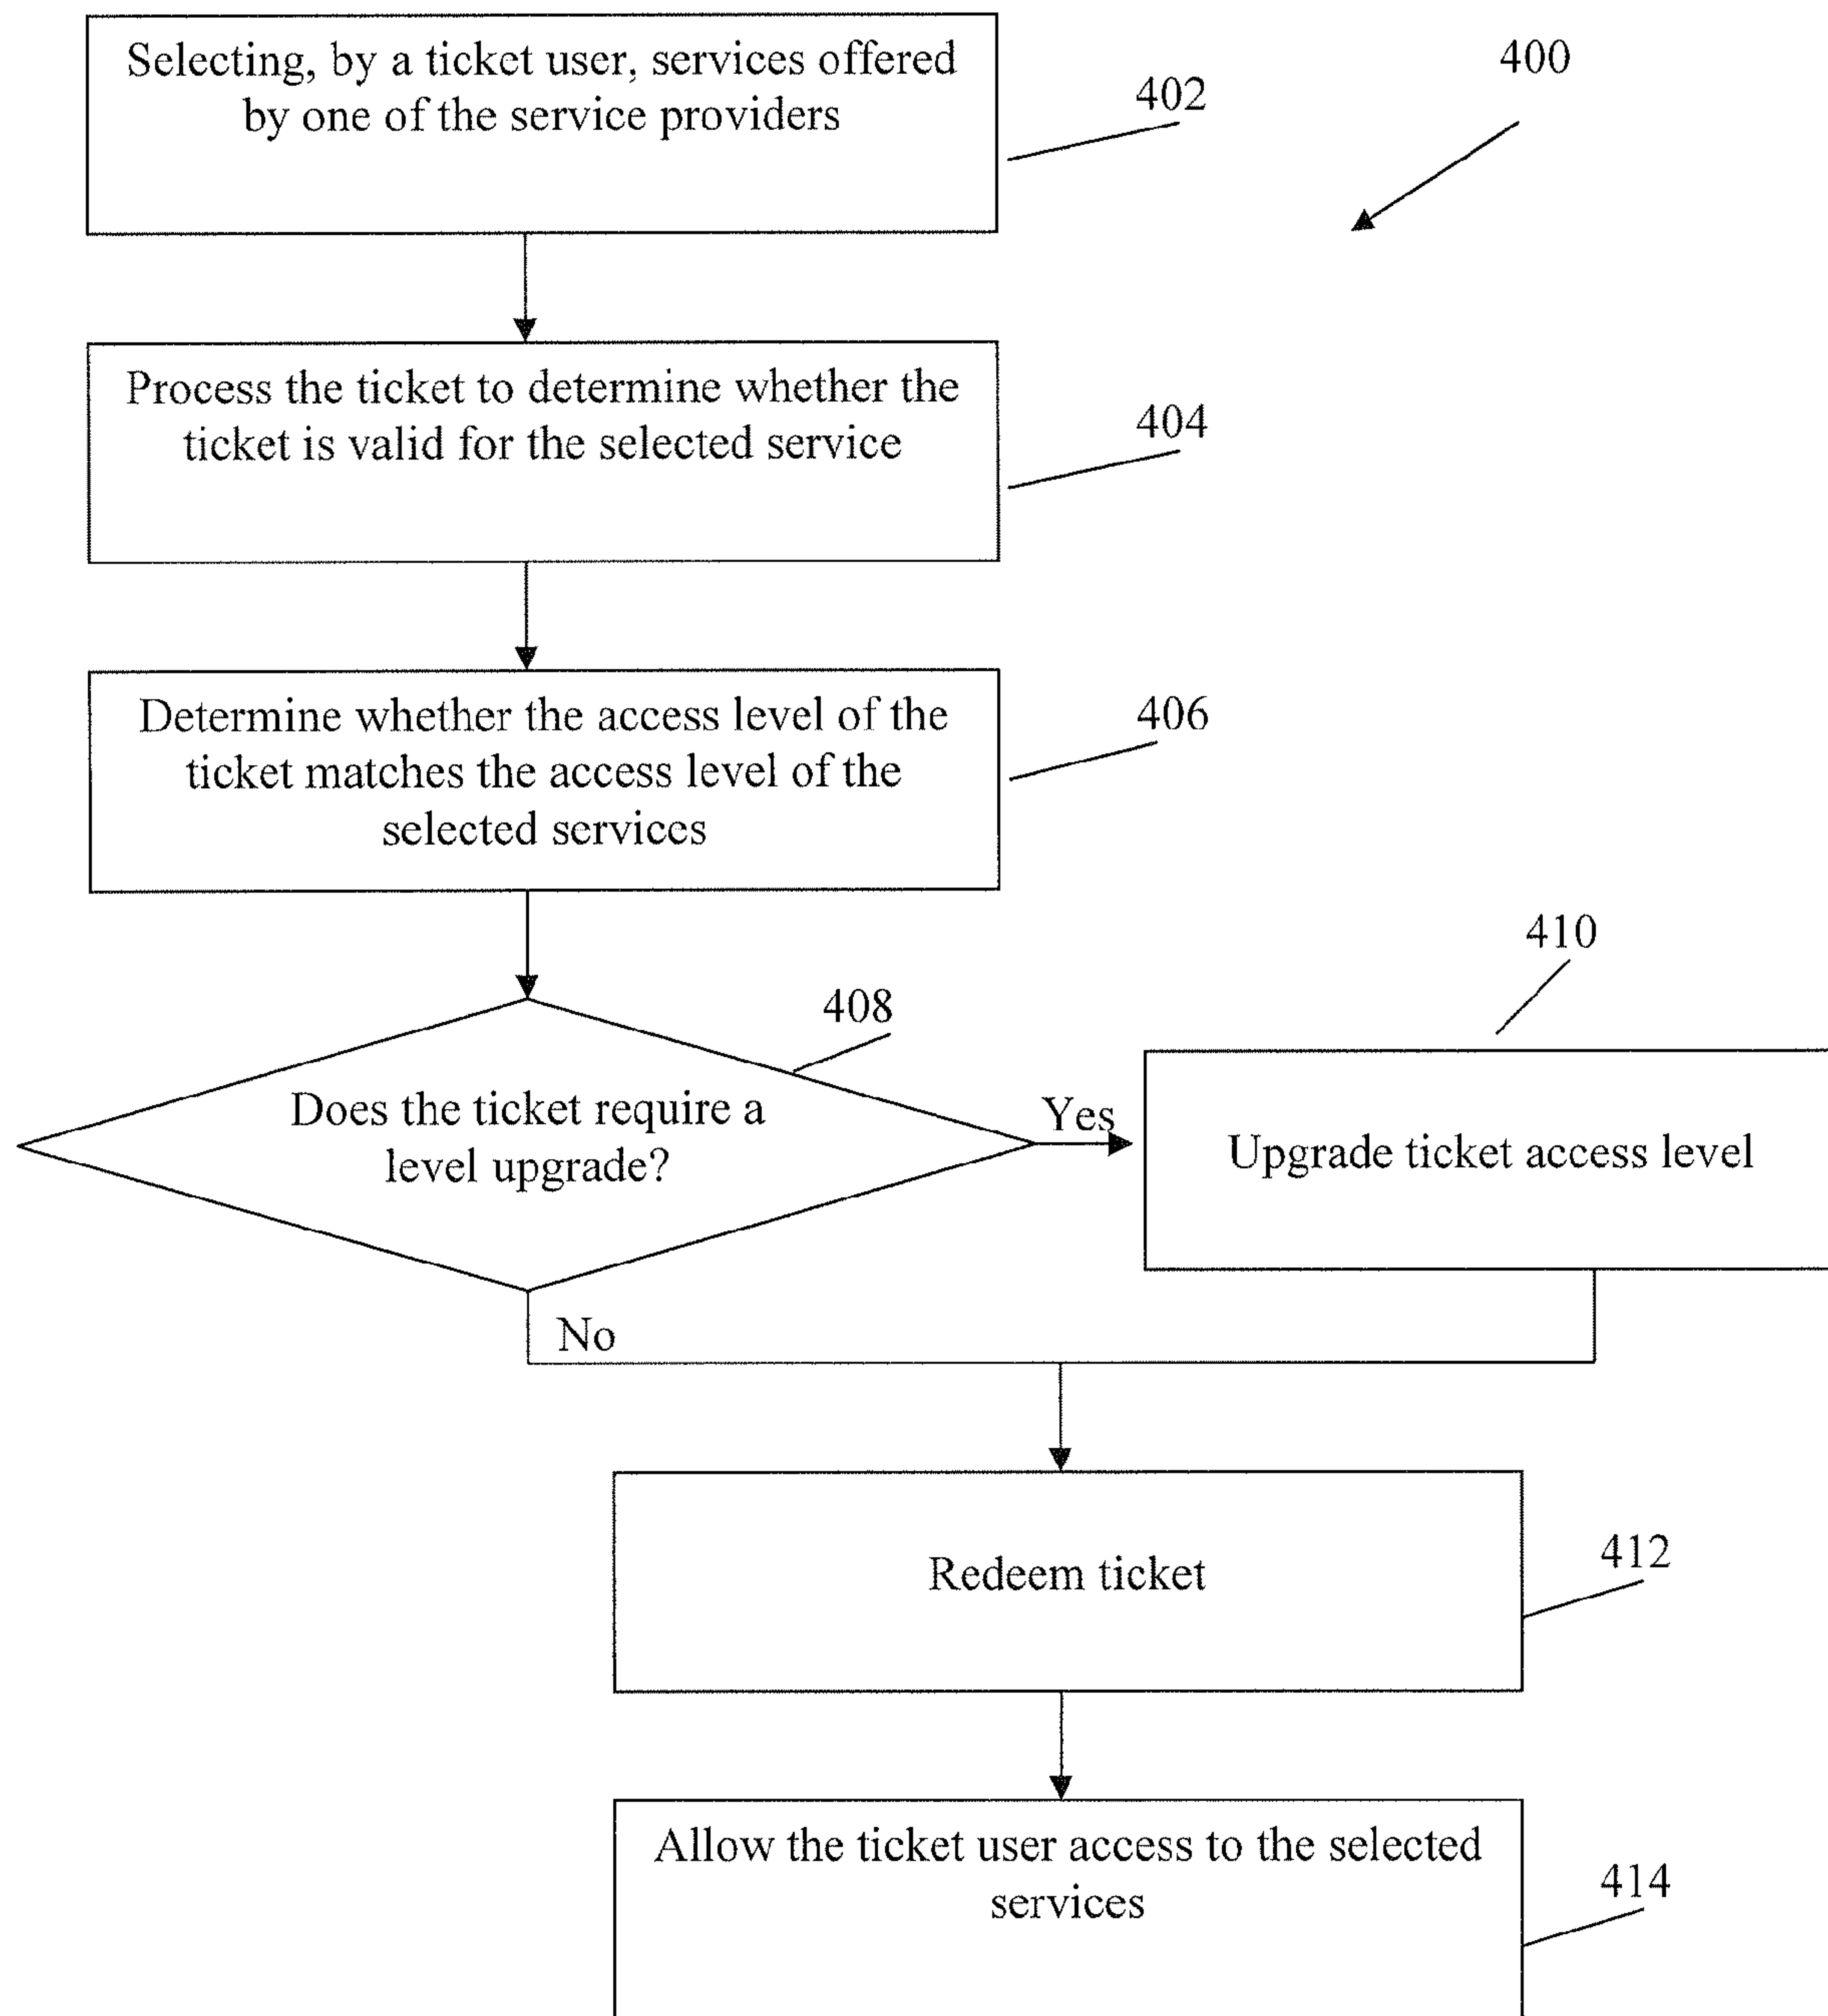 Selecting, by a ticket user, services offered
by one of the service providers
402
400
Process the ticket to determine whether the
ticket is valid for the selected service
404
Determine whether the access level of the
ticket matches the access level of the
selected services
406
408
410
Does the ticket require a
level upgrade?
Yes
Upgrade ticket access level
No
Redeem ticket
412
Allow the ticket user access to the selected
services
414